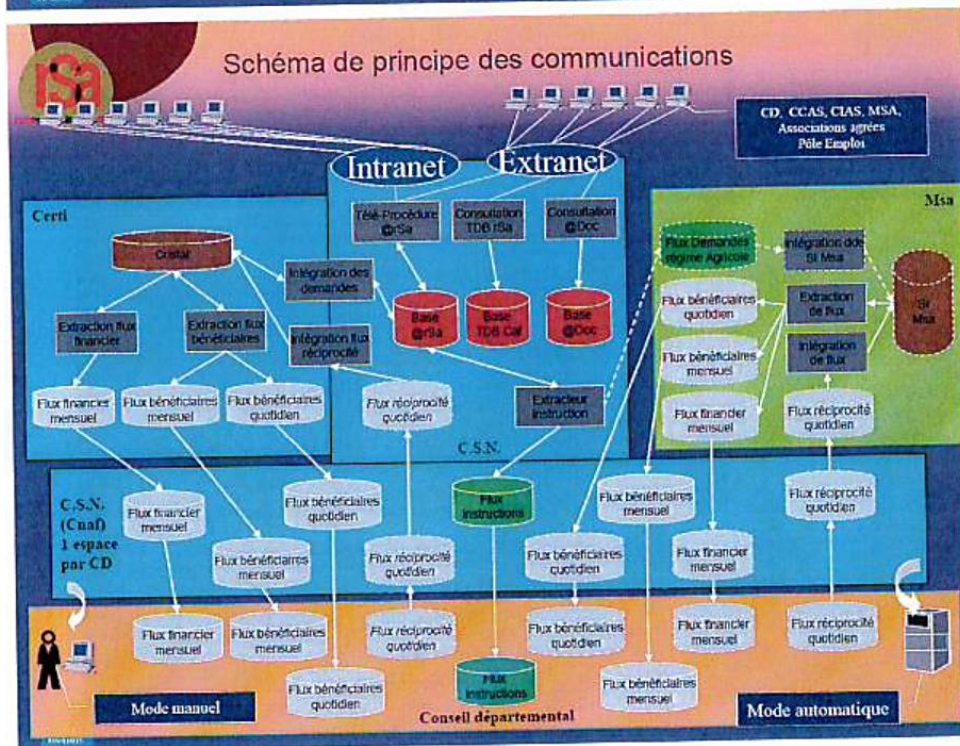 Schéma de principe des communications
rsa
CD, CCAS, CIAS, MSA,
Associations agrées
Pôle Emploi
Intranet
Extranet
Certi
Msa
Télé-Procédure
@rSa
Consultation
TDB rSa
Consultation
@Doc
Flux Demandes
régime Agricole
Intégration dde
SI Msa
Cristal
Intégration des
demandes
Flux bénéficiaires
quotidien
Extraction
de flux
SI
Msa
Extraction flux
financier
Extraction flux
bénéficiaires
Intégration flux
réciprocité
Base
@rSa
Base
TDB Caf
Base
@Doc
Flux bénéficiaires
mensuel
Intégration
de flux
Flux financier
mensuel
Flux bénéficiaires
mensuel
Flux bénéficiaires
quotidien
Flux réciprocité
quotidien
Extracteur
instruction
Flux financier
mensuel
Flux réciprocité
quotidien
C.S.N.
C.S.N.
(Cnaf)
1 espace
par CD
Flux financier
mensuel
Flux bénéficiaires
quotidien
Flux
instructions
Flux bénéficiaires
mensuel
Flux réciprocité
quotidien
Flux bénéficiaires
mensuel
Flux réciprocité
quotidien
Flux bénéficiaires
quotidien
Flux financier
mensuel
Flux financier
mensuel
Flux bénéficiaires
mensuel
Flux réciprocité
quotidien
Flux bénéficiaires
quotidien
Flux financier
mensuel
Flux réciprocité
quotidien
Flux bénéficiaires
quotidien
Flux
instructions
Flux bénéficiaires
mensuel
Mode manuel
Conseil départemental
Mode automatique